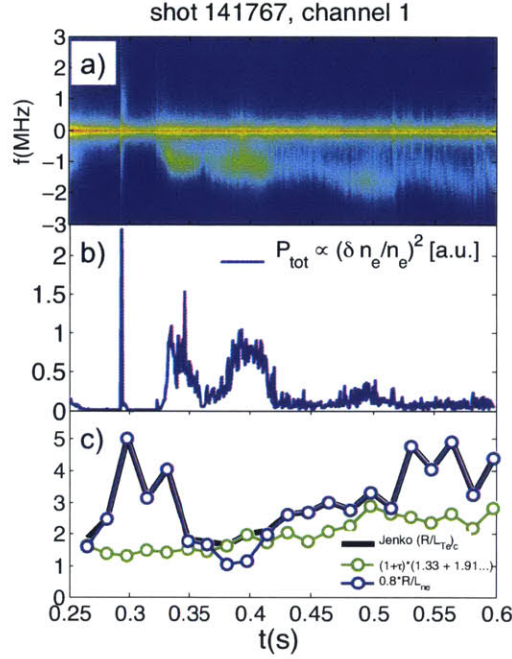 shot 141767, channel 1
a)
f(MHz)
3
2
1
0
−1
−2
−3
b)
P_tot ∝ (δ n_e/n_e)² [a.u.]
2
1.5
1
0.5
0
c)
5
4
3
2
1
0
Jenko (R/L_Te)_c
(1+τ)*(1.33 + 1.91...)
0.8*R/L_ne
0.25 0.3 0.35 0.4 0.45 0.5 0.55 0.6
t(s)